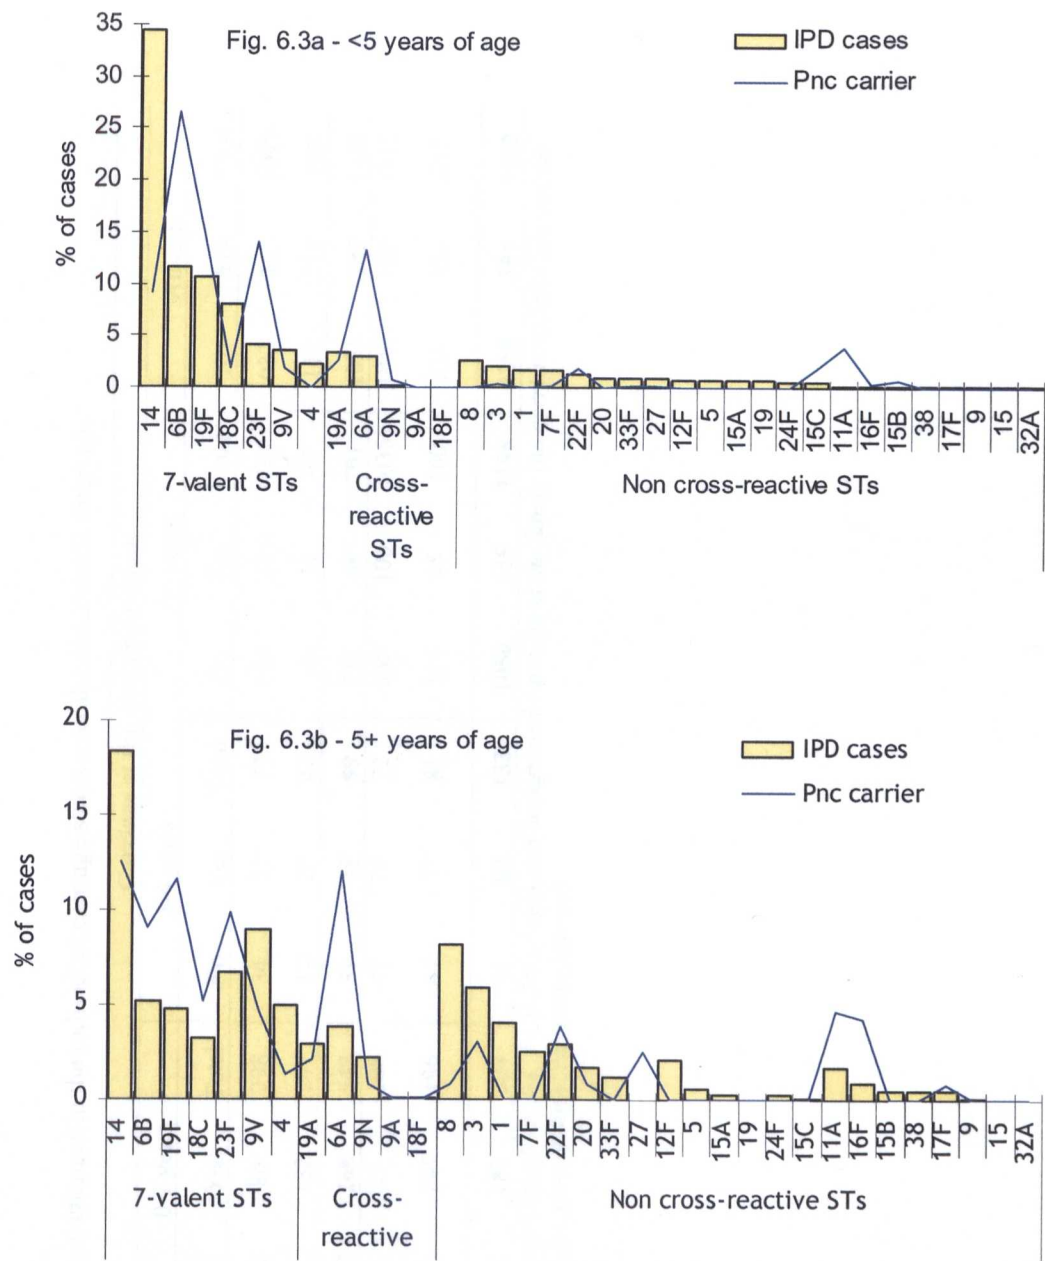 Fig. 6.3a - <5 years of age
IPD cases
Pnc carrier
% of cases
35
30
25
20
15
10
5
0
14 6B 19F 18C 23F 9V 4 19A 6A 9N 9A 18F 8 3 1 7F 22F 20 33F 27 12F 5 15A 19 24F 15C 11A 16F 15B 38 17F 9 15 32A
7-valent STs
Cross-
reactive
STs
Non cross-reactive STs
Fig. 6.3b - 5+ years of age
IPD cases
Pnc carrier
% of cases
20
15
10
5
0
14 6B 19F 18C 23F 9V 4 19A 6A 9N 9A 18F 8 3 1 7F 22F 20 33F 27 12F 5 15A 19 24F 15C 11A 16F 15B 38 17F 9 15 32A
7-valent STs
Cross-
reactive
Non cross-reactive STs